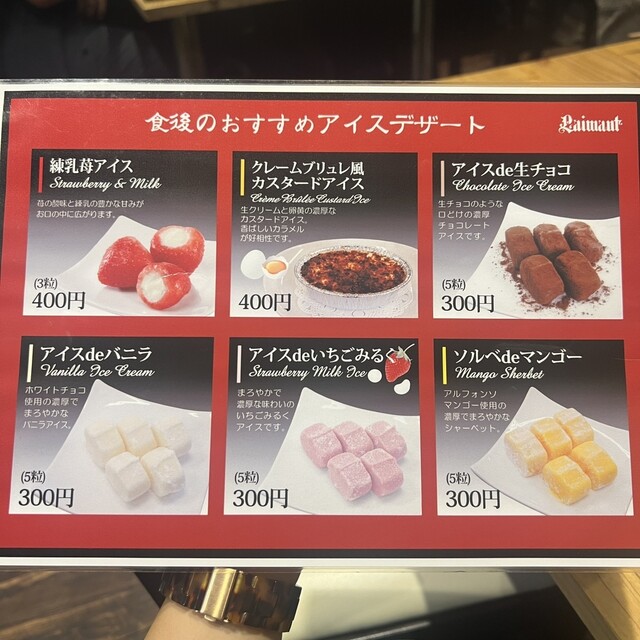 食後のおすすめアイスデザート
Raimaut
練乳苺アイス
Strawberry & Milk
苺の酸味と練乳の豊かな甘みが
お口の中に広がります。
(3粒)
400円
クレームブリュレ風
カスタードアイス
Crème Brûlée Custard Ice
生クリームと卵黄の濃厚な
カスタードアイス。
香ばしいカラメル
が好相性です。
400円
アイスde生チョコ
Chocolate Ice Cream
生チョコのような
口どけの濃厚
チョコレート
アイスです。
(5粒)
300円
アイスdeバニラ
Vanilla Ice Cream
ホワイトチョコ
使用の濃厚で
まろやかな
バニラアイス。
(5粒)
300円
アイスdeいちごみるく
Strawberry Milk Ice
まろやかで
濃厚な味わいの
いちごみるく
アイスです。
(5粒)
300円
ソルベdeマンゴー
Mango Sherbet
アルフォンソ
マンゴー使用の
濃厚でまろやかな
シャーベット。
(5粒)
300円